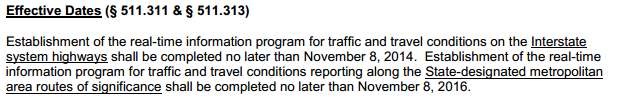 Effective Dates (§ 511.311 & § 511.313)
Establishment of the real-time information program for traffic and travel conditions on the Interstate
system highways shall be completed no later than November 8, 2014.  Establishment of the real-time
information program for traffic and travel conditions reporting along the State-designated metropolitan
area routes of significance shall be completed no later than November 8, 2016.